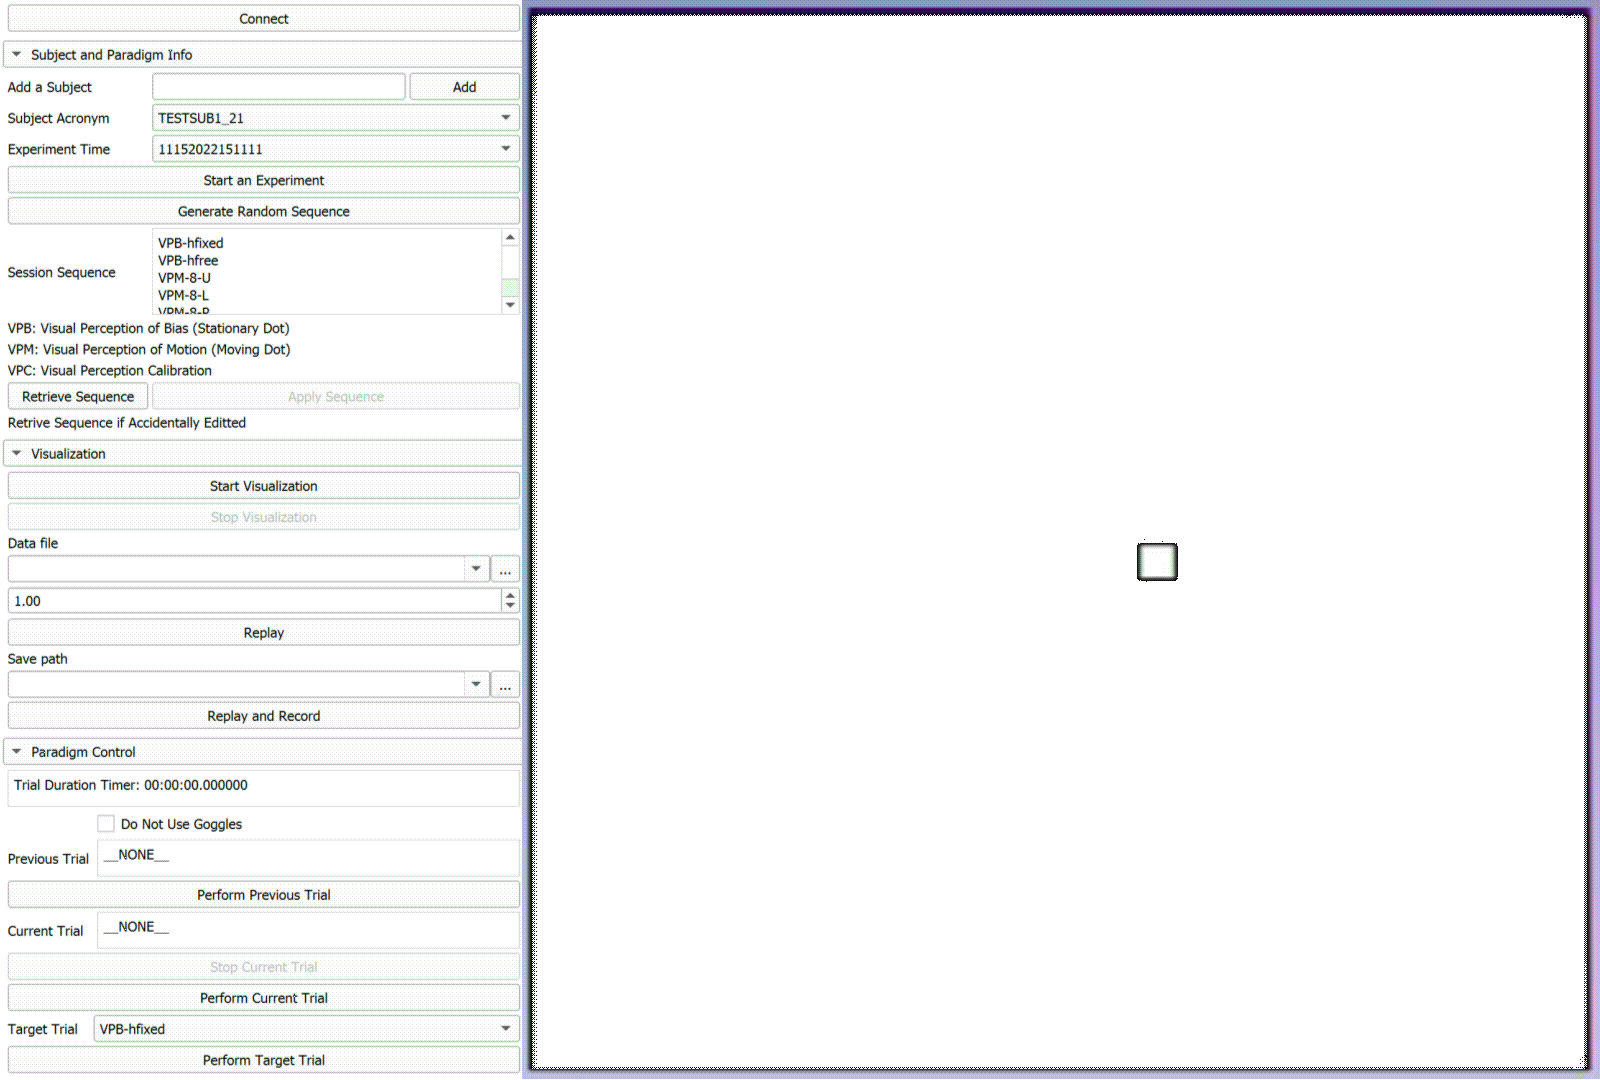 Connect
Subject and Paradigm Info
Add a Subject
Add
Subject Acronym
TESTSUB1_21
Experiment Time
11152022151111
Start an Experiment
Generate Random Sequence
Session Sequence
VPB-hfixed
VPB-hfree
VPM-8-U
VPM-8-L
VPM-8-R
VPB: Visual Perception of Bias (Stationary Dot)
VPM: Visual Perception of Motion (Moving Dot)
VPC: Visual Perception Calibration
Retrieve Sequence
Apply Sequence
Retrive Sequence if Accidentally Editted
Visualization
Start Visualization
Stop Visualization
Data file
...
1.00
Replay
Save path
...
Replay and Record
Paradigm Control
Trial Duration Timer: 00:00:00.000000
Do Not Use Goggles
Previous Trial
__NONE__
Perform Previous Trial
Current Trial
__NONE__
Stop Current Trial
Perform Current Trial
Target Trial
VPB-hfixed
Perform Target Trial